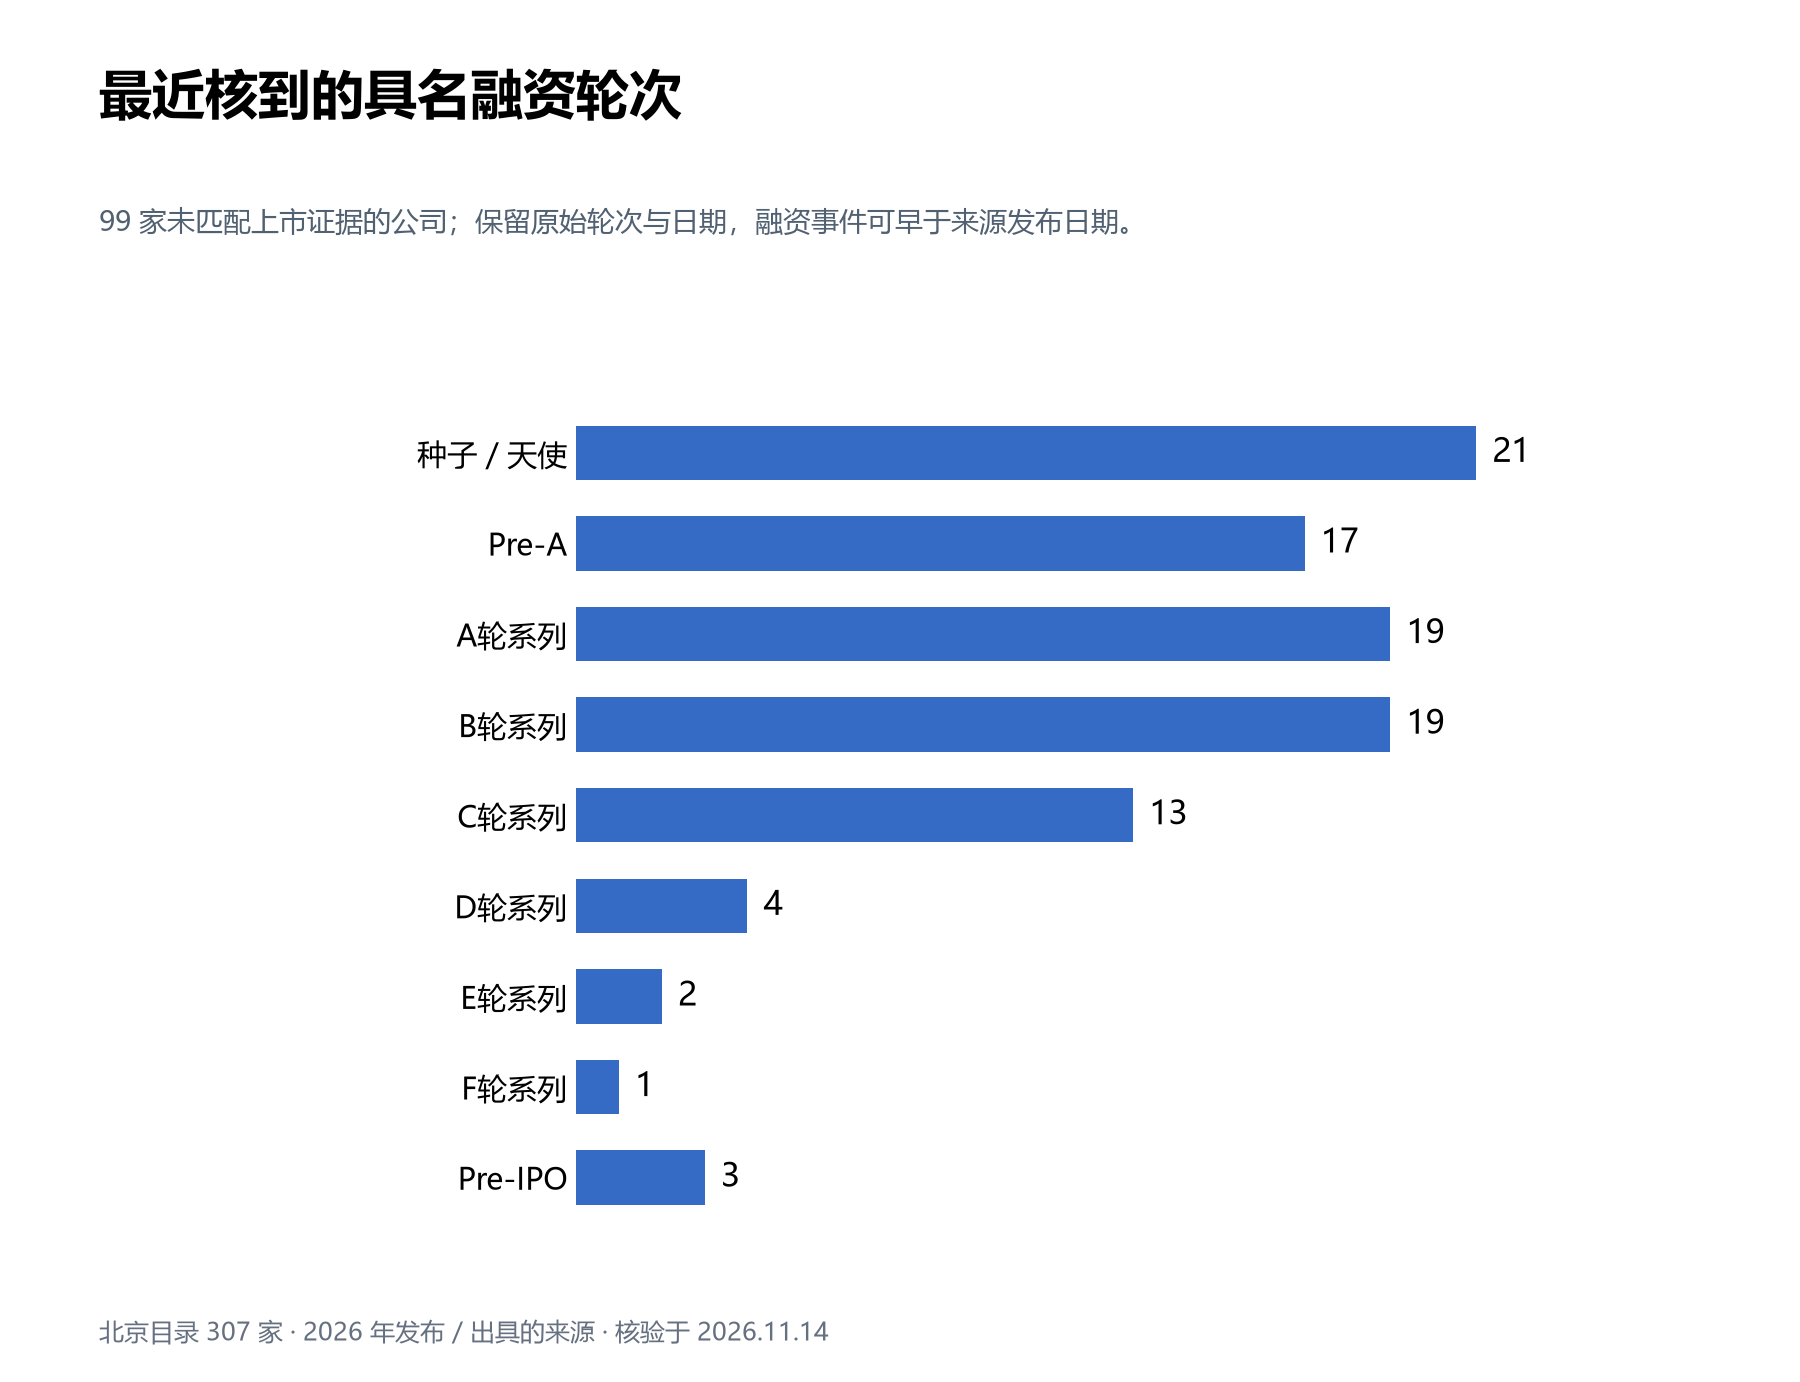 最近核到的具名融资轮次
99 家未匹配上市证据的公司；保留原始轮次与日期，融资事件可早于来源发布日期。
种子 / 天使 21
Pre-A 17
A轮系列 19
B轮系列 19
C轮系列 13
D轮系列 4
E轮系列 2
F轮系列 1
Pre-IPO 3
北京目录 307 家 · 2026 年发布 / 出具的来源 · 核验于 2026.11.14